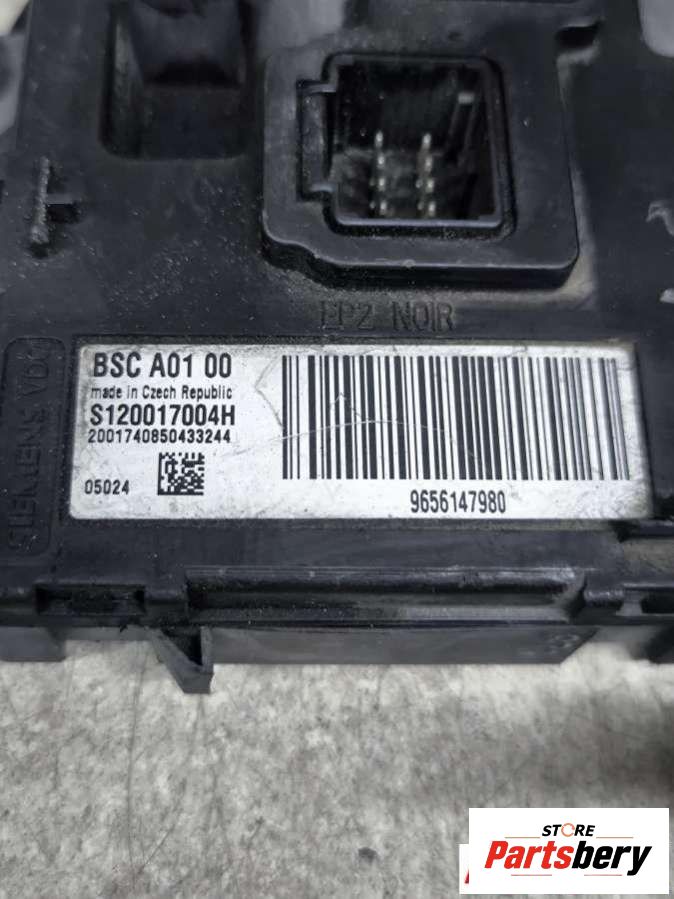 EP2 NOIR
SIEMENS VDO
BSC A01 00
made in Czech Republic
S120017004H
2001740850433244
05024
9656147980
STORE
Partsbery